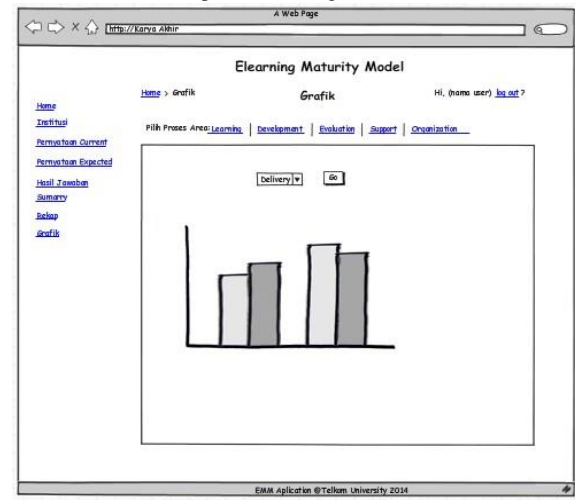 A Web Page
http://Karya Akhir
Elearning Maturity Model
Home > Grafik
Grafik
Hi, (nama user) log out ?
Home
Institusi
Pernyataan Current
Pernyataan Expected
Hasil Jawaban
Sumarry
Rekap
Grafik
Pilih Proses Area: Learning | Development | Evaluation | Support | Organization
Delivery
Go
EMM Aplication @Telkom University 2014